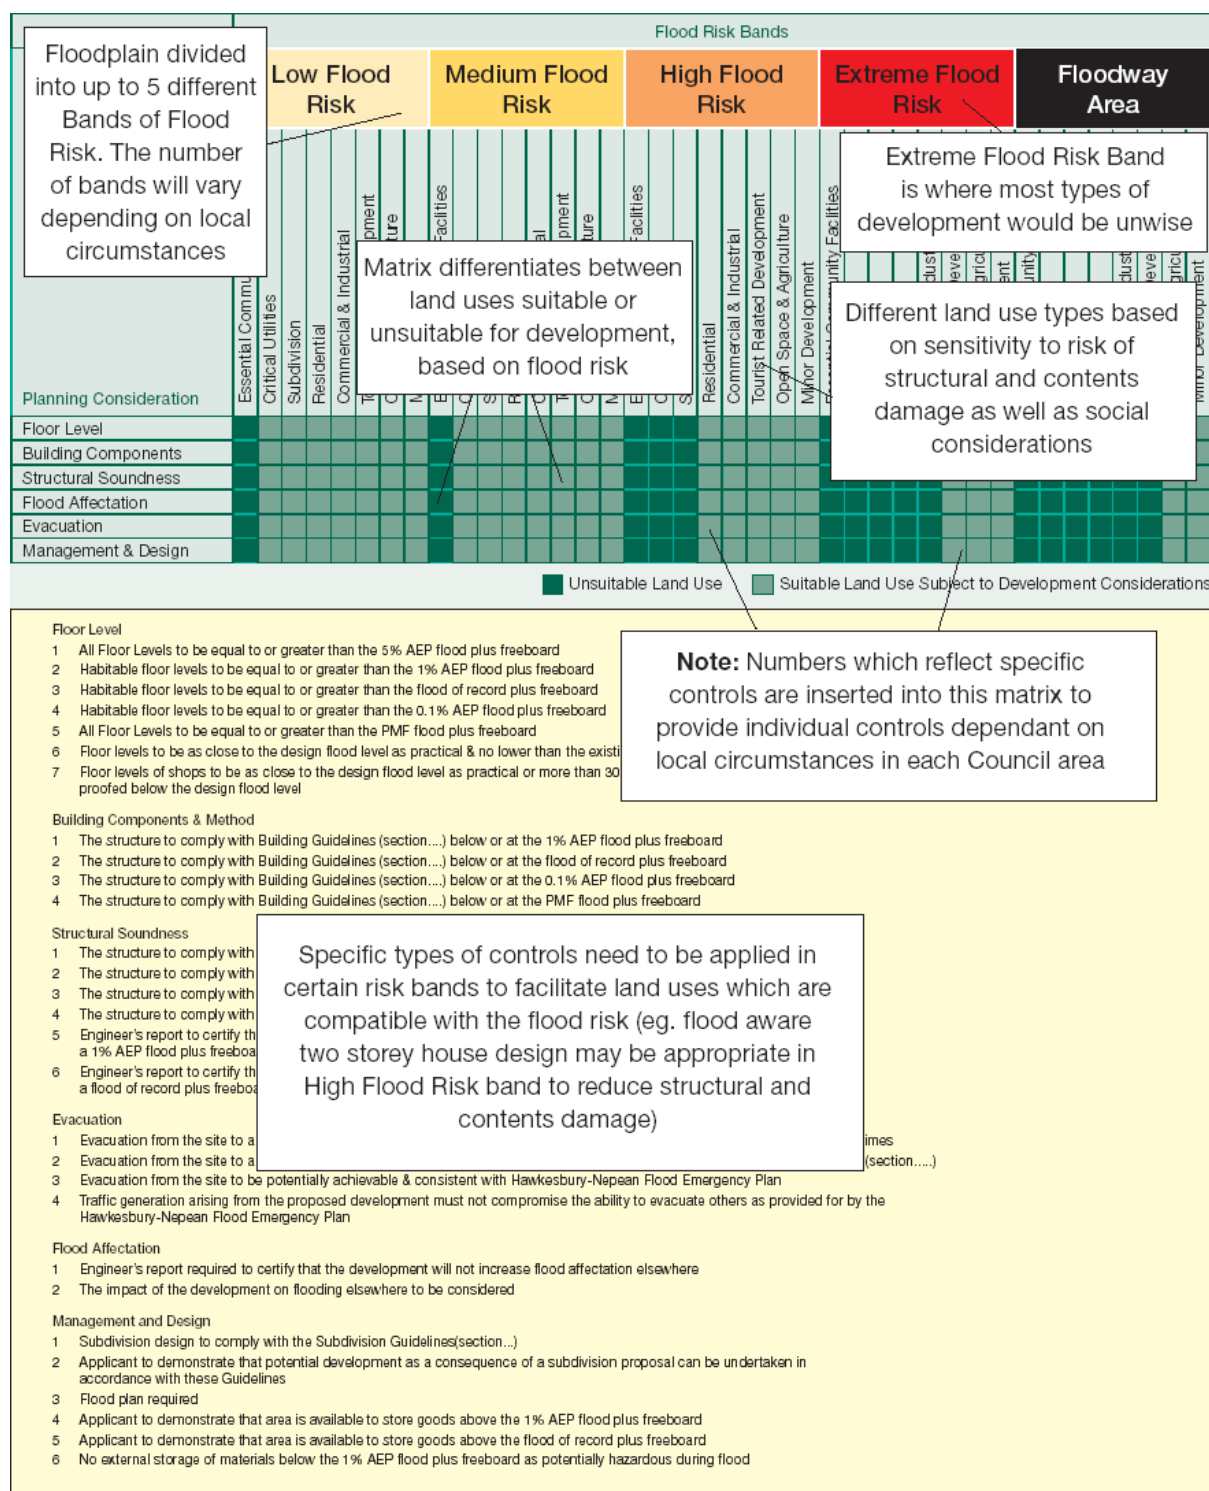 Flood Risk Bands
Floodplain divided
into up to 5 different
Bands of Flood
Risk. The number
of bands will vary
depending on local
circumstances
Low Flood
Risk
Medium Flood
Risk
High Flood
Risk
Extreme Flood
Risk
Floodway
Area
Extreme Flood Risk Band
is where most types of
development would be unwise
Matrix differentiates between
land uses suitable or
unsuitable for development,
based on flood risk
Different land use types based
on sensitivity to risk of
structural and contents
damage as well as social
considerations
Planning Consideration
Essential
Critical Utilities
Subdivision
Residential
Commercial & Industrial
Facilities
Facilities
Residential
Commercial & Industrial
Tourist Related Development
Open Space & Agriculture
Minor Development
Facilities
Minor Development
Floor Level
Building Components
Structural Soundness
Flood Affectation
Evacuation
Management & Design
Unsuitable Land Use
Suitable Land Use Subject to Development Considerations
Floor Level
1 All Floor Levels to be equal to or greater than the 5% AEP flood plus freeboard
2 Habitable floor levels to be equal to or greater than the 1% AEP flood plus freeboard
3 Habitable floor levels to be equal to or greater than the flood of record plus freeboard
4 Habitable floor levels to be equal to or greater than the 0.1% AEP flood plus freeboard
5 All Floor Levels to be equal to or greater than the PMF flood plus freeboard
6 Floor levels to be as close to the design flood level as practical & no lower than the
7 Floor levels of shops to be as close to the design flood level as practical or more than 30
proofed below the design flood level
Note: Numbers which reflect specific
controls are inserted into this matrix to
provide individual controls dependant on
local circumstances in each Council area
Building Components & Method
1 The structure to comply with Building Guidelines (section....) below or at the 1% AEP flood plus freeboard
2 The structure to comply with Building Guidelines (section....) below or at the flood of record plus freeboard
3 The structure to comply with Building Guidelines (section....) below or at the 0.1% AEP flood plus freeboard
4 The structure to comply with Building Guidelines (section....) below or at the PMF flood plus freeboard
Structural Soundness
1 The structure to comply with
2 The structure to comply with
3 The structure to comply with
4 The structure to comply with
5 Engineer's report to certify
a 1% AEP flood plus
6 Engineer's report to certify
a flood of record plus
Specific types of controls need to be applied in
certain risk bands to facilitate land uses which are
compatible with the flood risk (eg. flood aware
two storey house design may be appropriate in
High Flood Risk band to reduce structural and
contents damage)
Evacuation
1 Evacuation from the site to a
2 Evacuation from the site to a (section.....)
3 Evacuation from the site to be potentially achievable & consistent with Hawkesbury-Nepean Flood Emergency Plan
4 Traffic generation arising from the proposed development must not compromise the ability to evacuate others as provided for by the
Hawkesbury-Nepean Flood Emergency Plan
Flood Affectation
1 Engineer's report required to certify that the development will not increase flood affectation elsewhere
2 The impact of the development on flooding elsewhere to be considered
Management and Design
1 Subdivision design to comply with the Subdivision Guidelines(section...)
2 Applicant to demonstrate that potential development as a consequence of a subdivision proposal can be undertaken in
accordance with these Guidelines
3 Flood plan required
4 Applicant to demonstrate that area is available to store goods above the 1% AEP flood plus freeboard
5 Applicant to demonstrate that area is available to store goods above the flood of record plus freeboard
6 No external storage of materials below the 1% AEP flood plus freeboard as potentially hazardous during flood